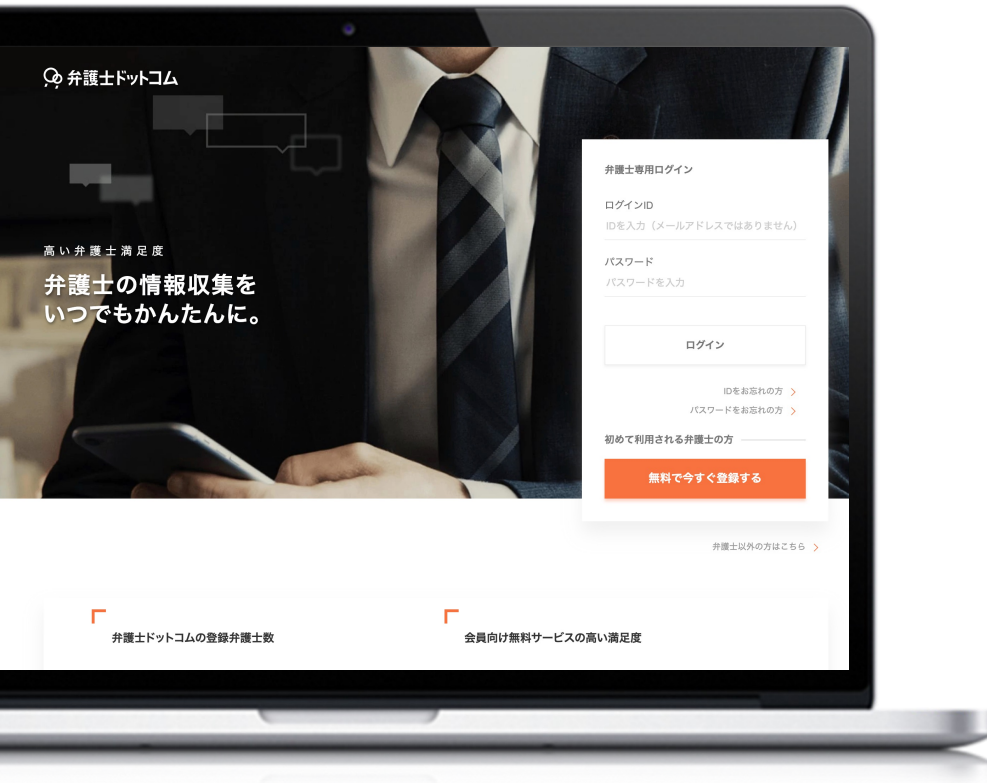 弁護士ドットコム
高い弁護士満足度
弁護士の情報収集を
いつでもかんたんに。
弁護士専用ログイン
ログインID
IDを入力（メールアドレスではありません）
パスワード
パスワードを入力
ログイン
IDをお忘れの方
パスワードをお忘れの方
初めて利用される弁護士の方
無料で今すぐ登録する
弁護士以外の方はこちら
弁護士ドットコムの登録弁護士数
会員向け無料サービスの高い満足度